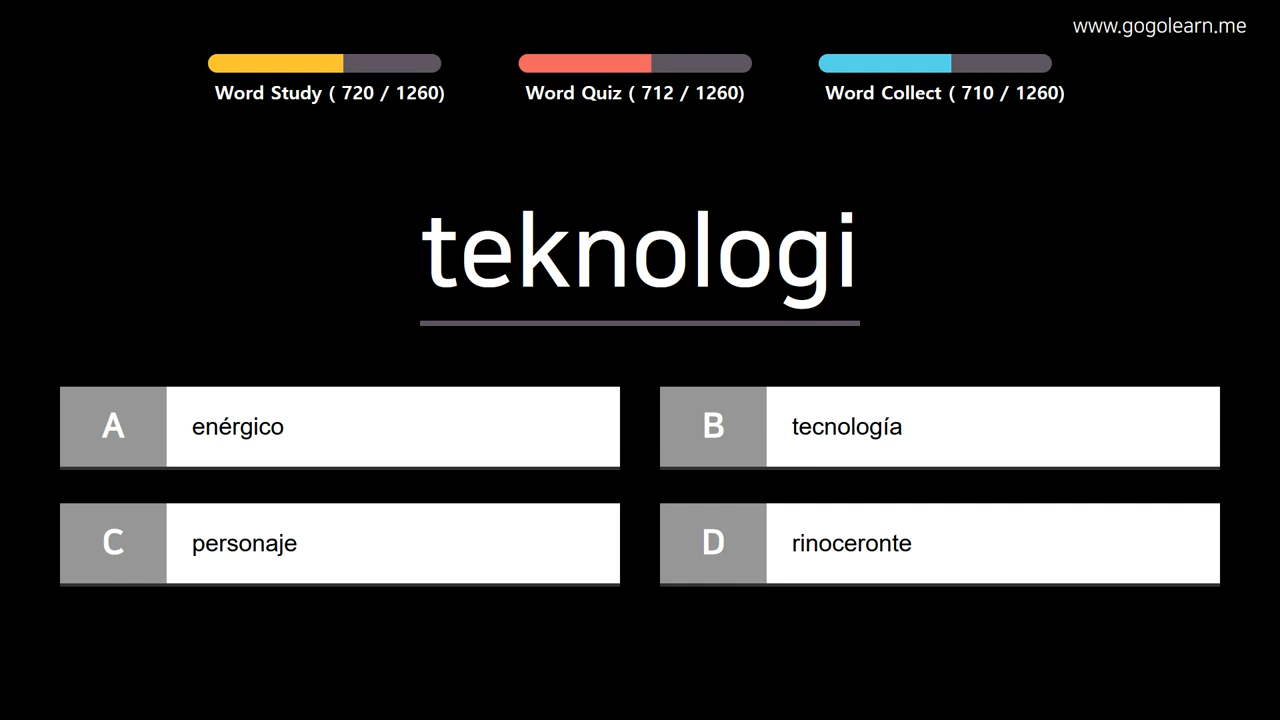 www.gogolearn.me
Word Study ( 720 / 1260)
Word Quiz ( 712 / 1260)
Word Collect ( 710 / 1260)
teknologi
A
enérgico
B
tecnología
C
personaje
D
rinoceronte